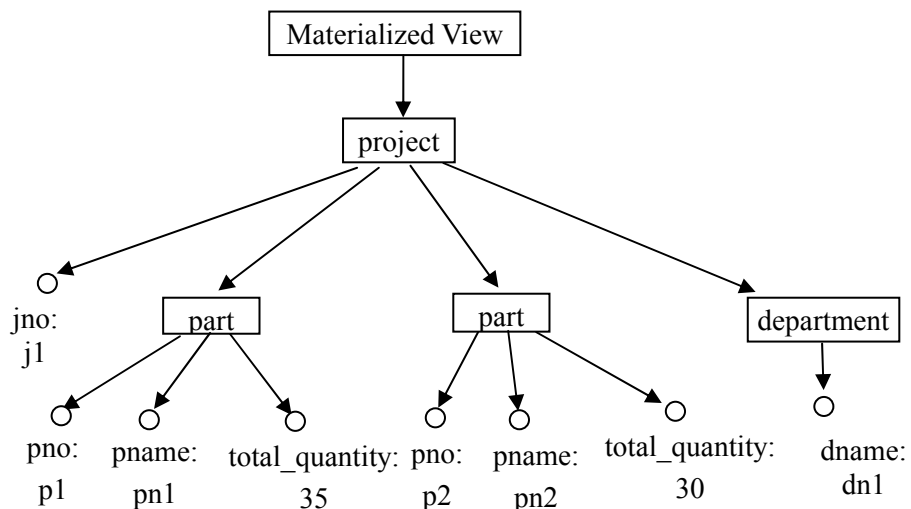 Materialized View
project
jno:
j1
part
part
department
pno:
p1
pname:
pn1
total_quantity:
35
pno:
p2
pname:
pn2
total_quantity:
30
dname:
dn1